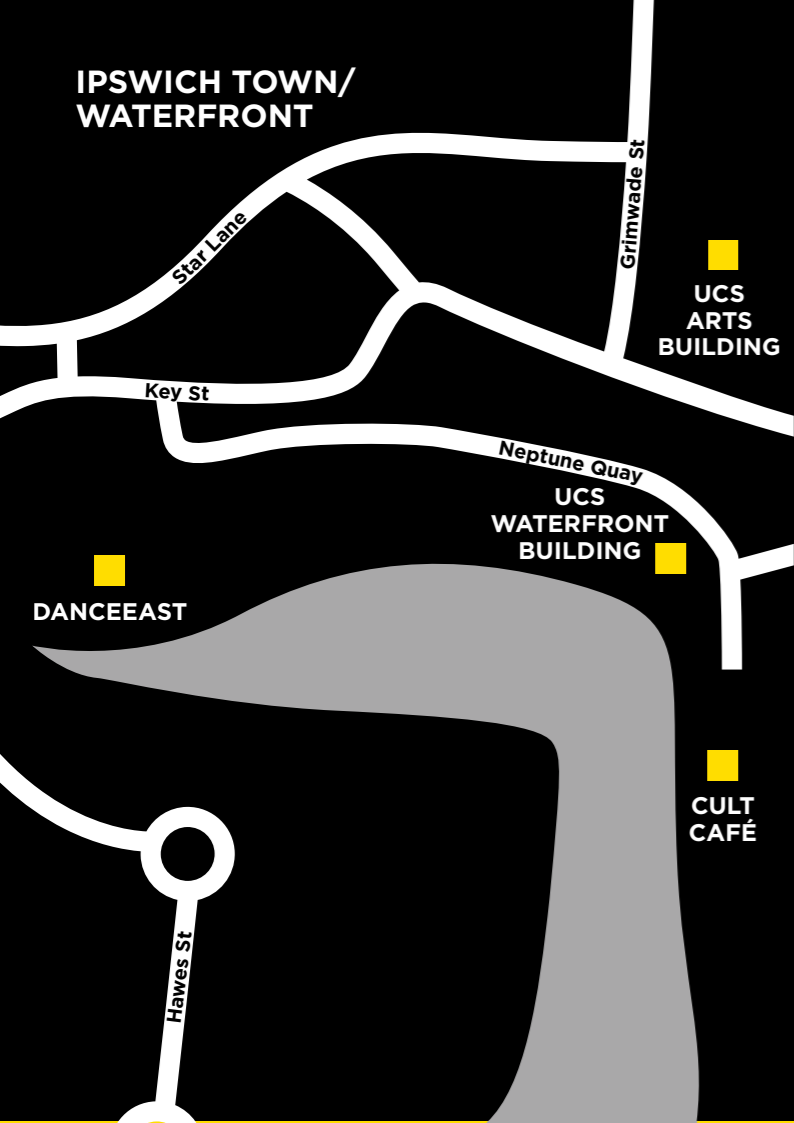 IPSWICH TOWN/
WATERFRONT
Grimwade St
Star Lane
UCS
ARTS
BUILDING
Key St
Neptune Quay
UCS
WATERFRONT
BUILDING
DANCEEAST
CULT
CAFÉ
Hawes St